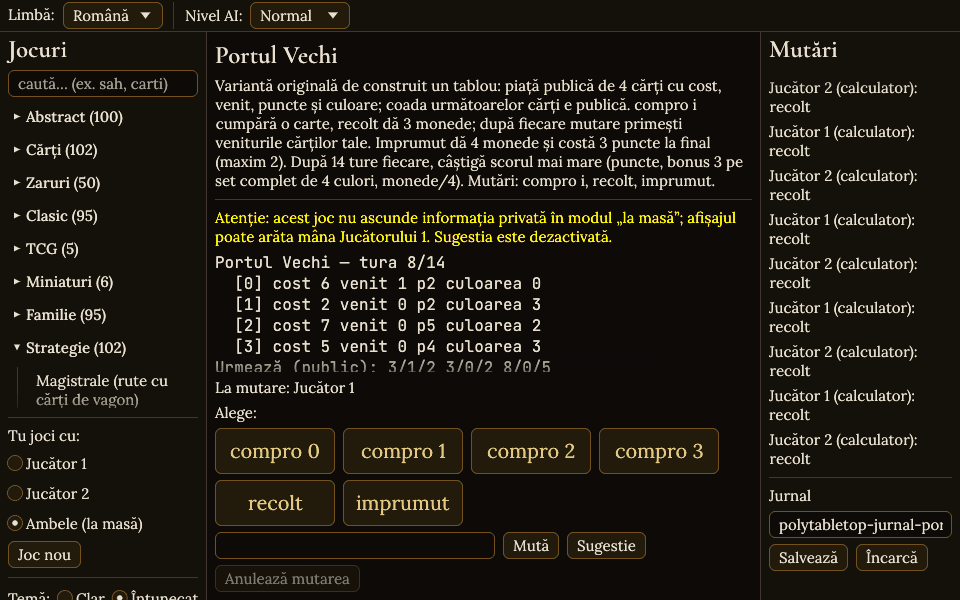 Limbă: Română ▼ Nivel AI: Normal ▼
Jocuri
caută... (ex. sah, carti)
▸ Abstract (100)
▸ Cărți (102)
▸ Zaruri (50)
▸ Clasic (95)
▸ TCG (5)
▸ Miniaturi (6)
▸ Familie (95)
▾ Strategie (102)
Magistrale (rute cu
cărți de vagon)
Tu joci cu:
Jucător 1
Jucător 2
Ambele (la masă)
Joc nou
Temă: Clar Întunecat
Portul Vechi
Variantă originală de construit un tablou: piață publică de 4 cărți cu cost,
venit, puncte și culoare; coada următoarelor cărți e publică. compro i
cumpără o carte, recolt dă 3 monede; după fiecare mutare primești
veniturile cărților tale. Imprumut dă 4 monede și costă 3 puncte la final
(maxim 2). După 14 ture fiecare, câștigă scorul mai mare (puncte, bonus 3 pe
set complet de 4 culori, monede/4). Mutări: compro i, recolt, imprumut.
Atenție: acest joc nu ascunde informația privată în modul „la masă”; afișajul
poate arăta mâna Jucătorului 1. Sugestia este dezactivată.
Portul Vechi — tura 8/14
[0] cost 6 venit 1 p2 culoarea 0
[1] cost 2 venit 0 p2 culoarea 3
[2] cost 7 venit 0 p5 culoarea 2
[3] cost 5 venit 0 p4 culoarea 3
Urmează (public): 3/1/2 3/0/2 8/0/5
La mutare: Jucător 1
Alege:
compro 0 compro 1 compro 2 compro 3
recolt imprumut
Mută Sugestie
Anulează mutarea
Mutări
Jucător 2 (calculator):
recolt
Jucător 1 (calculator):
recolt
Jucător 2 (calculator):
recolt
Jucător 1 (calculator):
recolt
Jucător 2 (calculator):
recolt
Jucător 1 (calculator):
recolt
Jucător 2 (calculator):
recolt
Jucător 1 (calculator):
recolt
Jucător 2 (calculator):
recolt
Jurnal
polytabletop-jurnal-por
Salvează Încarcă